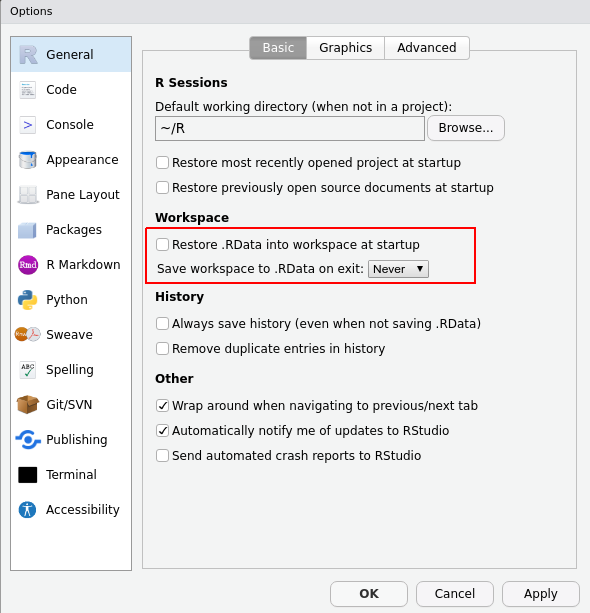 Options
General
Code
Console
Appearance
Pane Layout
Packages
Rmd
R Markdown
Python
Sweave
ABC
Spelling
Git/SVN
Publishing
Terminal
Accessibility
Basic
Graphics
Advanced
R Sessions
Default working directory (when not in a project):
~/R
Browse...
Restore most recently opened project at startup
Restore previously open source documents at startup
Workspace
Restore .RData into workspace at startup
Save workspace to .RData on exit: Never
History
Always save history (even when not saving .RData)
Remove duplicate entries in history
Other
Wrap around when navigating to previous/next tab
Automatically notify me of updates to RStudio
Send automated crash reports to RStudio
OK
Cancel
Apply